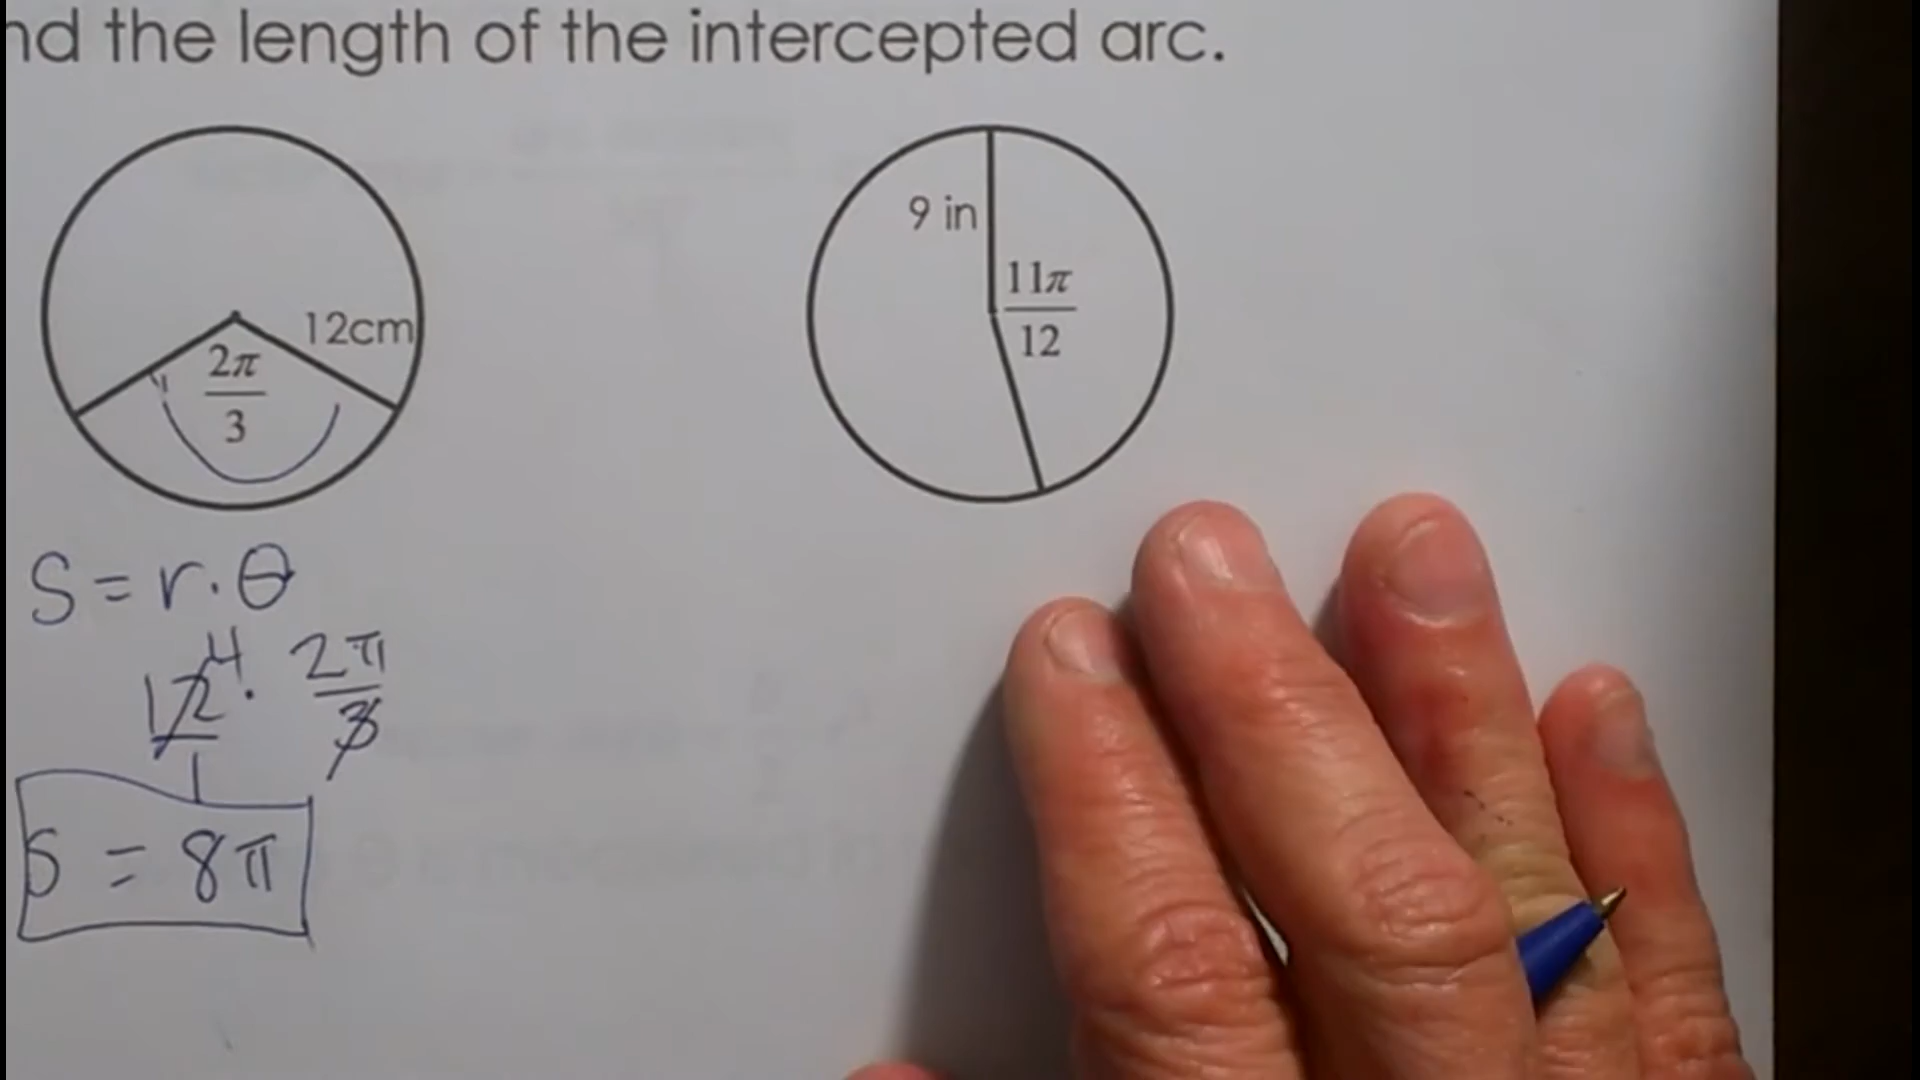 nd the length of the intercepted arc.
12cm
2π
3
9 in
11π
12
S = r · θ
12 4 · 2π
1 3
S = 8π